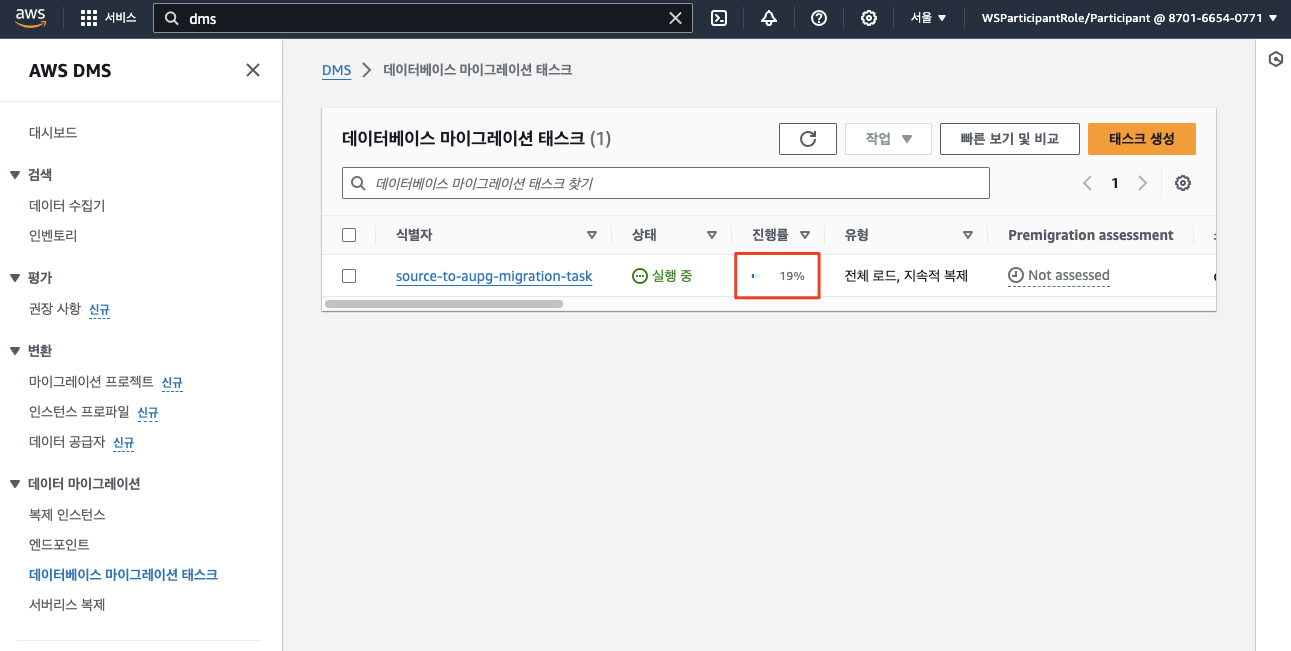 aws
서비스
dms
서울 ▼
WSParticipantRole/Participant @ 8701-6654-0771 ▼
AWS DMS
대시보드
검색
데이터 수집기
인벤토리
평가
권장 사항 신규
변환
마이그레이션 프로젝트 신규
인스턴스 프로파일 신규
데이터 공급자 신규
데이터 마이그레이션
복제 인스턴스
엔드포인트
데이터베이스 마이그레이션 태스크
서버리스 복제
DMS
데이터베이스 마이그레이션 태스크
데이터베이스 마이그레이션 태스크 (1)
작업 ▼
빠른 보기 및 비교
태스크 생성
데이터베이스 마이그레이션 태스크 찾기
1
식별자 상태 진행률 유형 Premigration assessment
source-to-aupg-migration-task 실행 중 19% 전체 로드, 지속적 복제 Not assessed